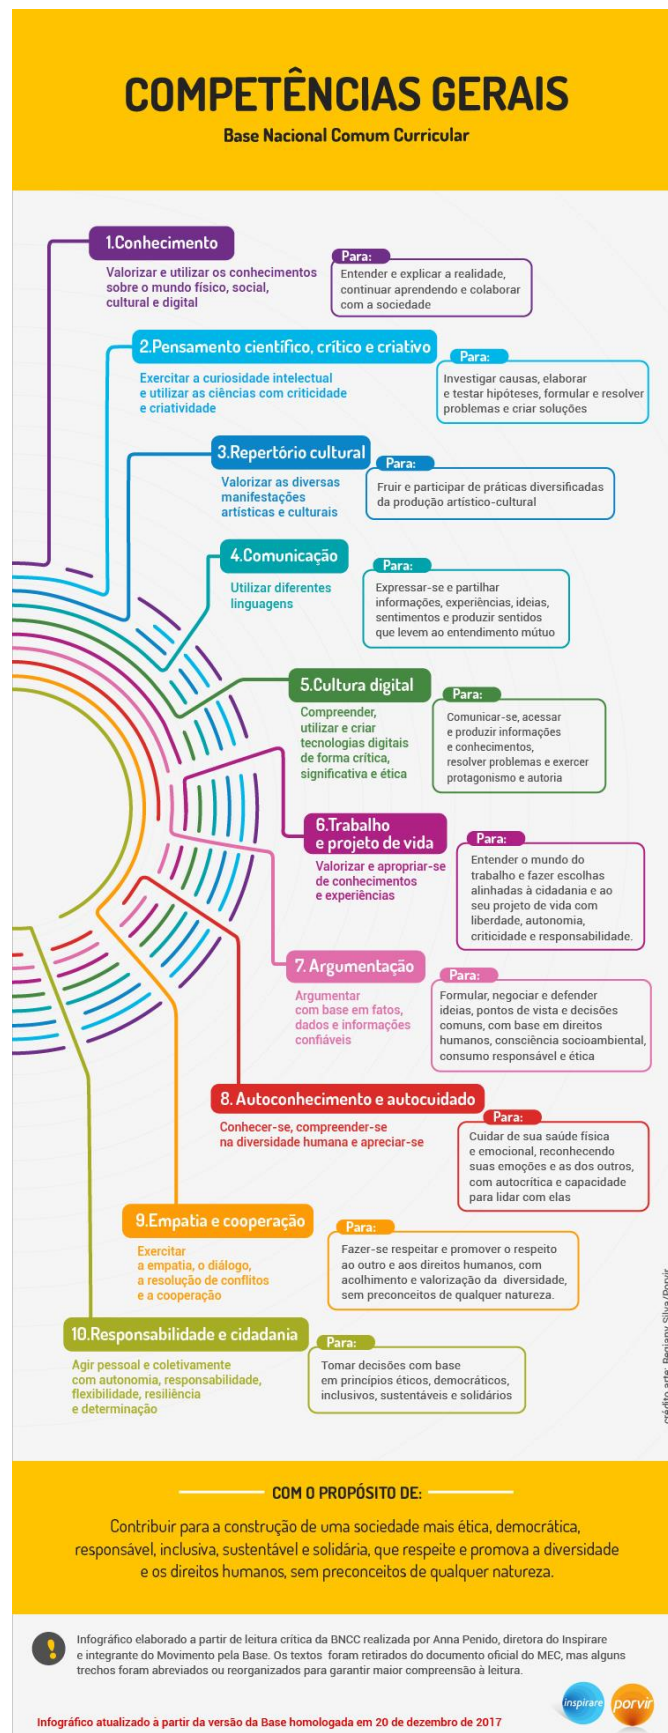 COMPETÊNCIAS GERAIS
Base Nacional Comum Curricular
1.Conhecimento
Valorizar e utilizar os conhecimentos
sobre o mundo físico, social,
cultural e digital
Para:
Entender e explicar a realidade,
continuar aprendendo e colaborar
com a sociedade
2.Pensamento científico, crítico e criativo
Exercitar a curiosidade intelectual
e utilizar as ciências com criticidade
e criatividade
Para:
Investigar causas, elaborar
e testar hipóteses, formular e resolver
problemas e criar soluções
3.Repertório cultural
Valorizar as diversas
manifestações
artísticas e culturais
Para:
Fruir e participar de práticas diversificadas
da produção artístico-cultural
4.Comunicação
Utilizar diferentes
linguagens
Para:
Expressar-se e partilhar
informações, experiências, ideias,
sentimentos e produzir sentidos
que levem ao entendimento mútuo
5.Cultura digital
Compreender,
utilizar e criar
tecnologias digitais
de forma crítica,
significativa e ética
Para:
Comunicar-se, acessar
e produzir informações
e conhecimentos,
resolver problemas e exercer
protagonismo e autoria
6.Trabalho
e projeto de vida
Valorizar e apropriar-se
de conhecimentos
e experiências
Para:
Entender o mundo do
trabalho e fazer escolhas
alinhadas à cidadania e ao
seu projeto de vida com
liberdade, autonomia,
criticidade e responsabilidade.
7. Argumentação
Argumentar
com base em fatos,
dados e informações
confiáveis
Para:
Formular, negociar e defender
ideias, pontos de vista e decisões
comuns, com base em direitos
humanos, consciência socioambiental,
consumo responsável e ética
8. Autoconhecimento e autocuidado
Conhecer-se, compreender-se
na diversidade humana e apreciar-se
Para:
Cuidar de sua saúde física
e emocional, reconhecendo
suas emoções e as dos outros,
com autocrítica e capacidade
para lidar com elas
9.Empatia e cooperação
Exercitar
a empatia, o diálogo,
a resolução de conflitos
e a cooperação
Para:
Fazer-se respeitar e promover o respeito
ao outro e aos direitos humanos, com
acolhimento e valorização da diversidade,
sem preconceitos de qualquer natureza.
10.Responsabilidade e cidadania
Agir pessoal e coletivamente
com autonomia, responsabilidade,
flexibilidade, resiliência
e determinação
Para:
Tomar decisões com base
em princípios éticos, democráticos,
inclusivos, sustentáveis e solidários
crédito arte: Regiany Silva/Porvir
COM O PROPÓSITO DE:
Contribuir para a construção de uma sociedade mais ética, democrática,
responsável, inclusiva, sustentável e solidária, que respeite e promova a diversidade
e os direitos humanos, sem preconceitos de qualquer natureza.
Infográfico elaborado a partir de leitura crítica da BNCC realizada por Anna Penido, diretora do Inspirare
e integrante do Movimento pela Base. Os textos foram retirados do documento oficial do MEC, mas alguns
trechos foram abreviados ou reorganizados para garantir maior compreensão à leitura.
inspirare
porvir
Infográfico atualizado à partir da versão da Base homologada em 20 de dezembro de 2017